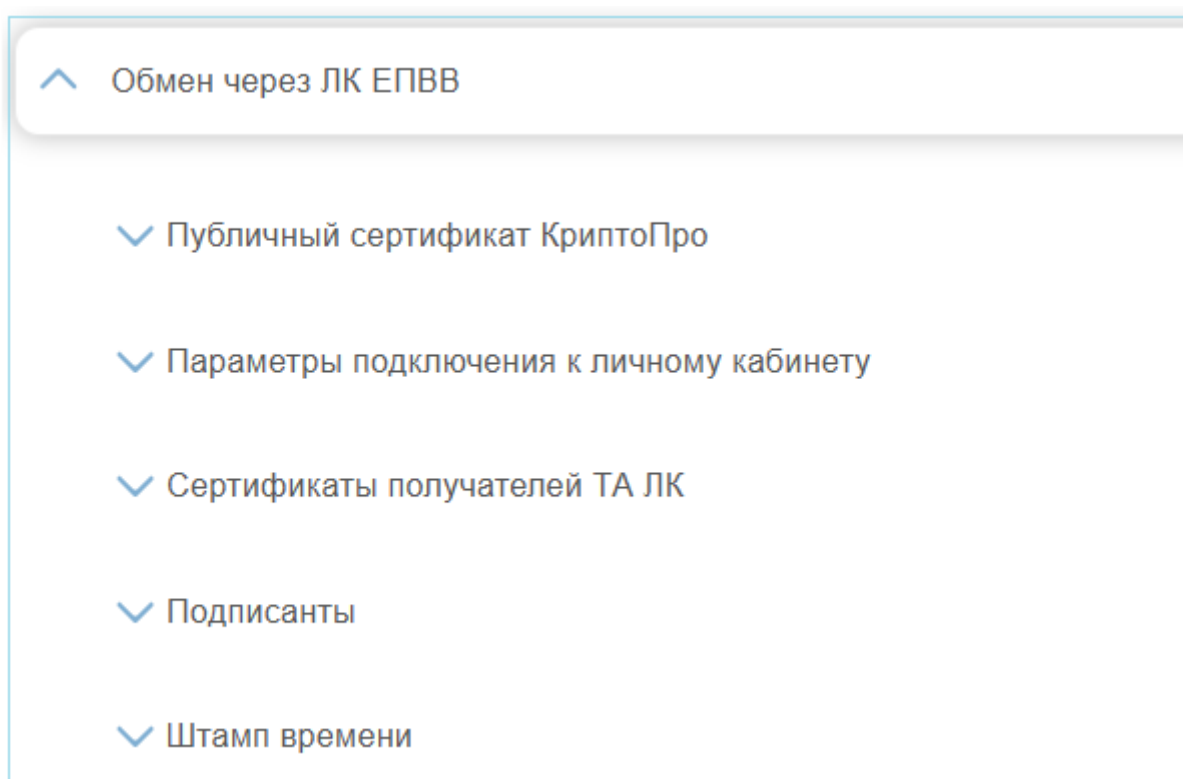 Обмен через ЛК ЕПВВ
Публичный сертификат КриптоПро
Параметры подключения к личному кабинету
Сертификаты получателей ТА ЛК
Подписанты
Штамп времени